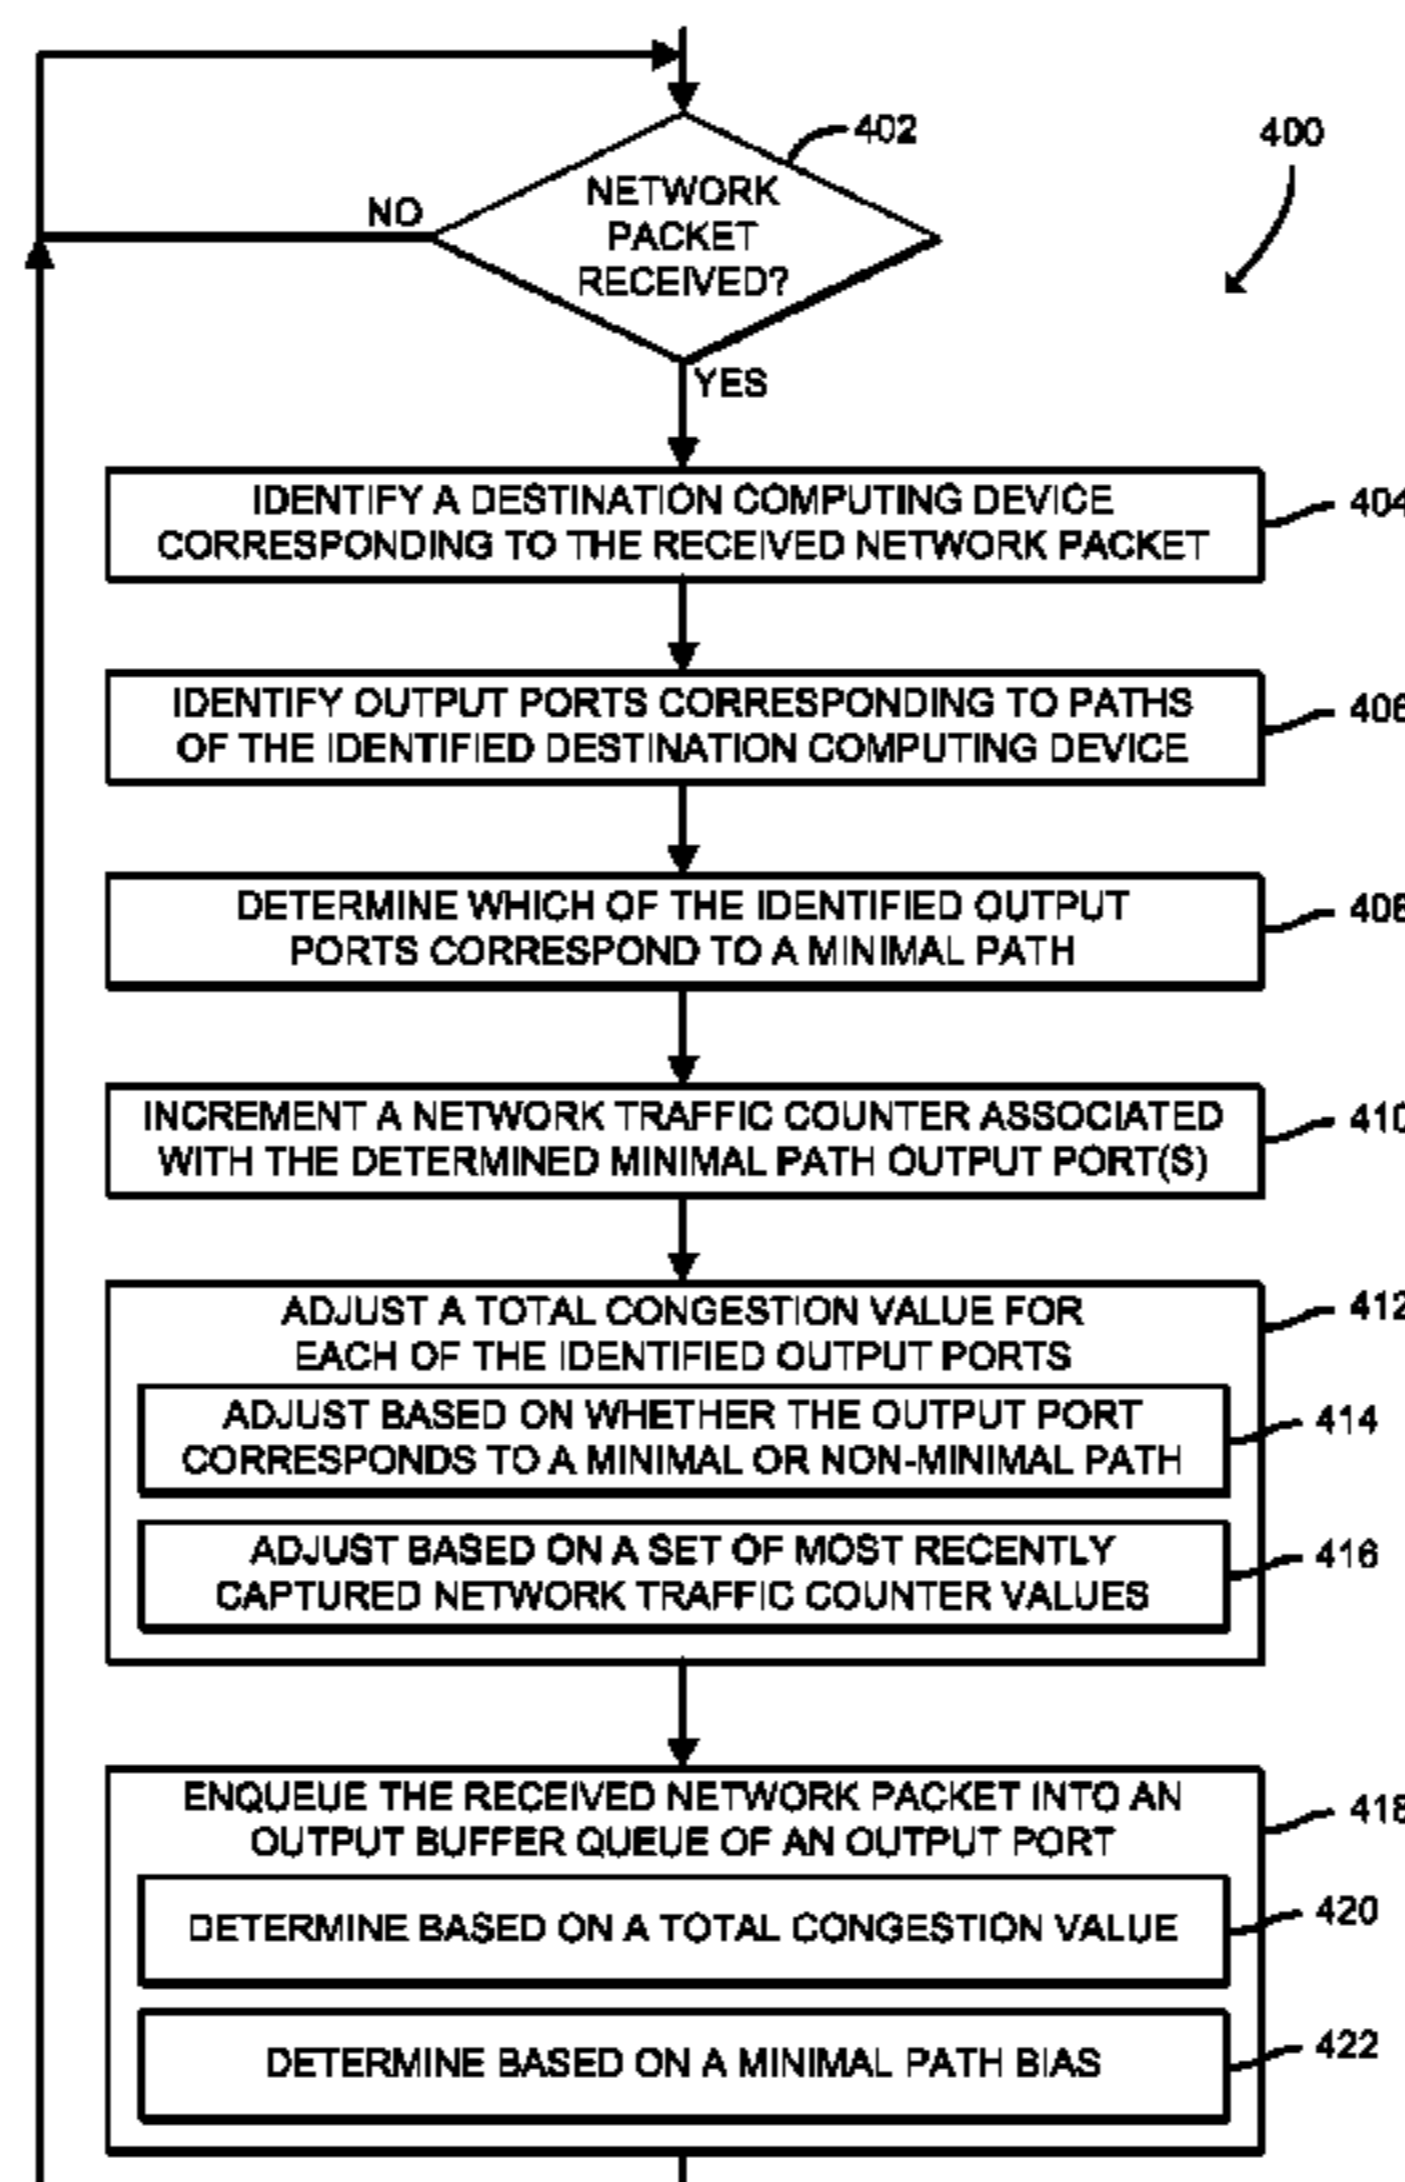 402
400
NETWORK
PACKET
RECEIVED?
NO
YES
IDENTIFY A DESTINATION COMPUTING DEVICE
CORRESPONDING TO THE RECEIVED NETWORK PACKET
404
IDENTIFY OUTPUT PORTS CORRESPONDING TO PATHS
OF THE IDENTIFIED DESTINATION COMPUTING DEVICE
406
DETERMINE WHICH OF THE IDENTIFIED OUTPUT
PORTS CORRESPOND TO A MINIMAL PATH
408
INCREMENT A NETWORK TRAFFIC COUNTER ASSOCIATED
WITH THE DETERMINED MINIMAL PATH OUTPUT PORT(S)
410
ADJUST A TOTAL CONGESTION VALUE FOR
EACH OF THE IDENTIFIED OUTPUT PORTS
412
ADJUST BASED ON WHETHER THE OUTPUT PORT
CORRESPONDS TO A MINIMAL OR NON-MINIMAL PATH
414
ADJUST BASED ON A SET OF MOST RECENTLY
CAPTURED NETWORK TRAFFIC COUNTER VALUES
416
ENQUEUE THE RECEIVED NETWORK PACKET INTO AN
OUTPUT BUFFER QUEUE OF AN OUTPUT PORT
418
DETERMINE BASED ON A TOTAL CONGESTION VALUE
420
DETERMINE BASED ON A MINIMAL PATH BIAS
422